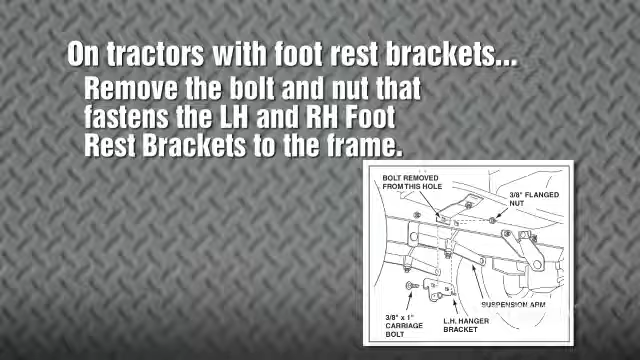 On tractors with foot rest brackets...
Remove the bolt and nut that
fastens the LH and RH Foot
Rest Brackets to the frame.
BOLT REMOVED
FROM THIS HOLE
3/8" FLANGED
NUT
SUSPENSION ARM
3/8" x 1"
CARRIAGE
BOLT
L.H. HANGER
BRACKET